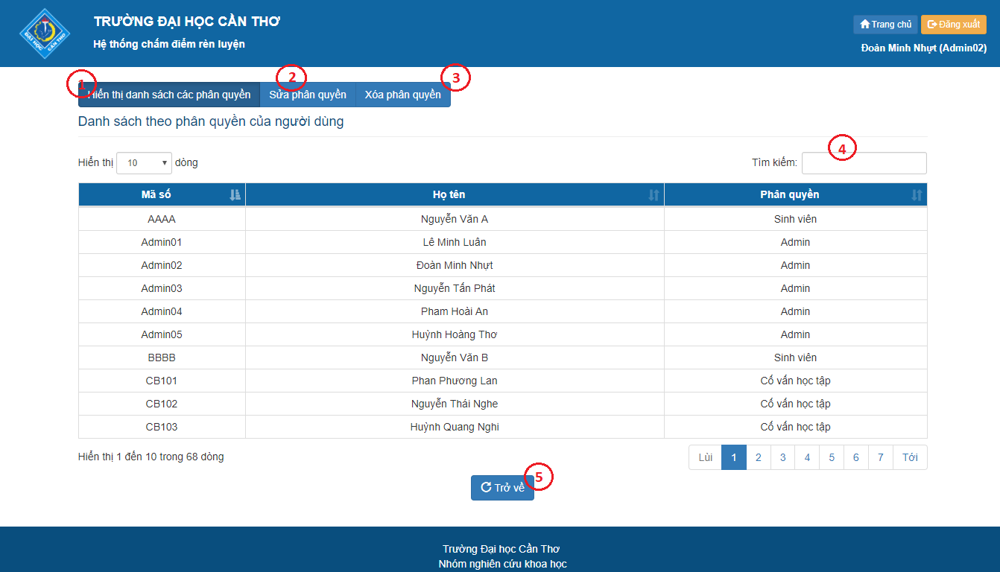 TRƯỜNG ĐẠI HỌC CẦN THƠ
Hệ thống chấm điểm rèn luyện
ĐẠI HỌC CẦN THƠ
Trang chủ Đăng xuất
Đoàn Minh Nhựt (Admin02)
1 2 3
Hiển thị danh sách các phân quyền Sửa phân quyền Xóa phân quyền
Danh sách theo phân quyền của người dùng
4
Hiển thị 10 dòng Tìm kiếm:
Mã số Họ tên Phân quyền
AAAA Nguyễn Văn A Sinh viên
Admin01 Lê Minh Luân Admin
Admin02 Đoàn Minh Nhựt Admin
Admin03 Nguyễn Tấn Phát Admin
Admin04 Pham Hoài An Admin
Admin05 Huỳnh Hoàng Thơ Admin
BBBB Nguyễn Văn B Sinh viên
CB101 Phan Phương Lan Cố vấn học tập
CB102 Nguyễn Thái Nghe Cố vấn học tập
CB103 Huỳnh Quang Nghi Cố vấn học tập
Hiển thị 1 đến 10 trong 68 dòng Lùi 1 2 3 4 5 6 7 Tới
5
Trở về
Trường Đại học Cần Thơ
Nhóm nghiên cứu khoa học